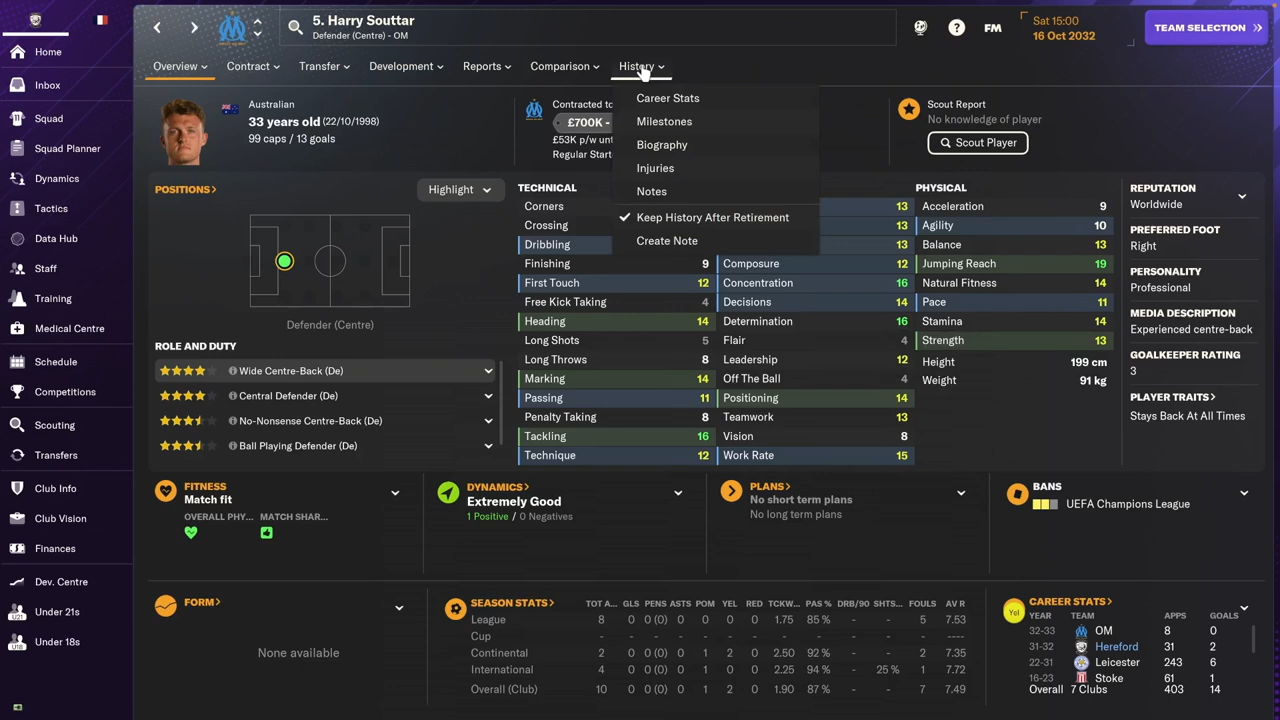 5. Harry Souttar
Defender (Centre) - OM
FM
Sat 15:00
16 Oct 2032
TEAM SELECTION
Overview
Contract
Transfer
Development
Reports
Comparison
History
Home
Inbox
Squad
Squad Planner
Dynamics
Tactics
Data Hub
Staff
Training
Medical Centre
Schedule
Competitions
Scouting
Transfers
Club Info
Club Vision
Finances
Dev. Centre
U21 Under 21s
U18 Under 18s
Australian
33 years old (22/10/1998)
99 caps / 13 goals
Contracted to
£700K -
£53K p/w unt
Regular Start
Career Stats
Milestones
Biography
Injuries
Notes
Keep History After Retirement
Create Note
Scout Report
No knowledge of player
Scout Player
POSITIONS>
Highlight
Defender (Centre)
ROLE AND DUTY
Wide Centre-Back (De)
Central Defender (De)
No-Nonsense Centre-Back (De)
Ball Playing Defender (De)
TECHNICAL
Corners
Crossing
Dribbling
Finishing 9
First Touch 12
Free Kick Taking 4
Heading 14
Long Shots 5
Long Throws 8
Marking 14
Passing 11
Penalty Taking 8
Tackling 16
Technique 12
13
13
13
Composure 12
Concentration 16
Decisions 14
Determination 16
Flair 4
Leadership 12
Off The Ball 4
Positioning 14
Teamwork 13
Vision 8
Work Rate 15
PHYSICAL
Acceleration 9
Agility 10
Balance 13
Jumping Reach 19
Natural Fitness 14
Pace 11
Stamina 14
Strength 13
Height 199 cm
Weight 91 kg
REPUTATION
Worldwide
PREFERRED FOOT
Right
PERSONALITY
Professional
MEDIA DESCRIPTION
Experienced centre-back
GOALKEEPER RATING
3
PLAYER TRAITS>
Stays Back At All Times
FITNESS
Match fit
OVERALL PHY... MATCH SHAR...
DYNAMICS>
Extremely Good
1 Positive / 0 Negatives
PLANS>
No short term plans
No long term plans
BANS
UEFA Champions League
FORM>
None available
SEASON STATS> TOT A... GLS PENS ASTS POM YEL RED TCKW... PAS % DRB/90 SHTS... FOULS AV R
League 8 0 0 (0) 0 0 0 0 1.75 85 % - - 5 7.53
Cup - - - - - - - - - - - - ----
Continental 2 0 0 (0) 0 1 2 0 2.50 92 % - - 2 7.35
International 4 0 0 (0) 0 1 0 0 2.25 94 % - 25 % 1 7.72
Overall (Club) 10 0 0 (0) 0 1 2 0 1.90 87 % - - 7 7.49
Yol
CAREER STATS>
YEAR TEAM APPS GOALS
32-33 OM 8 0
31-32 Hereford 31 2
22-31 Leicester 243 6
16-23 Stoke 61 1
Overall 7 Clubs 403 14